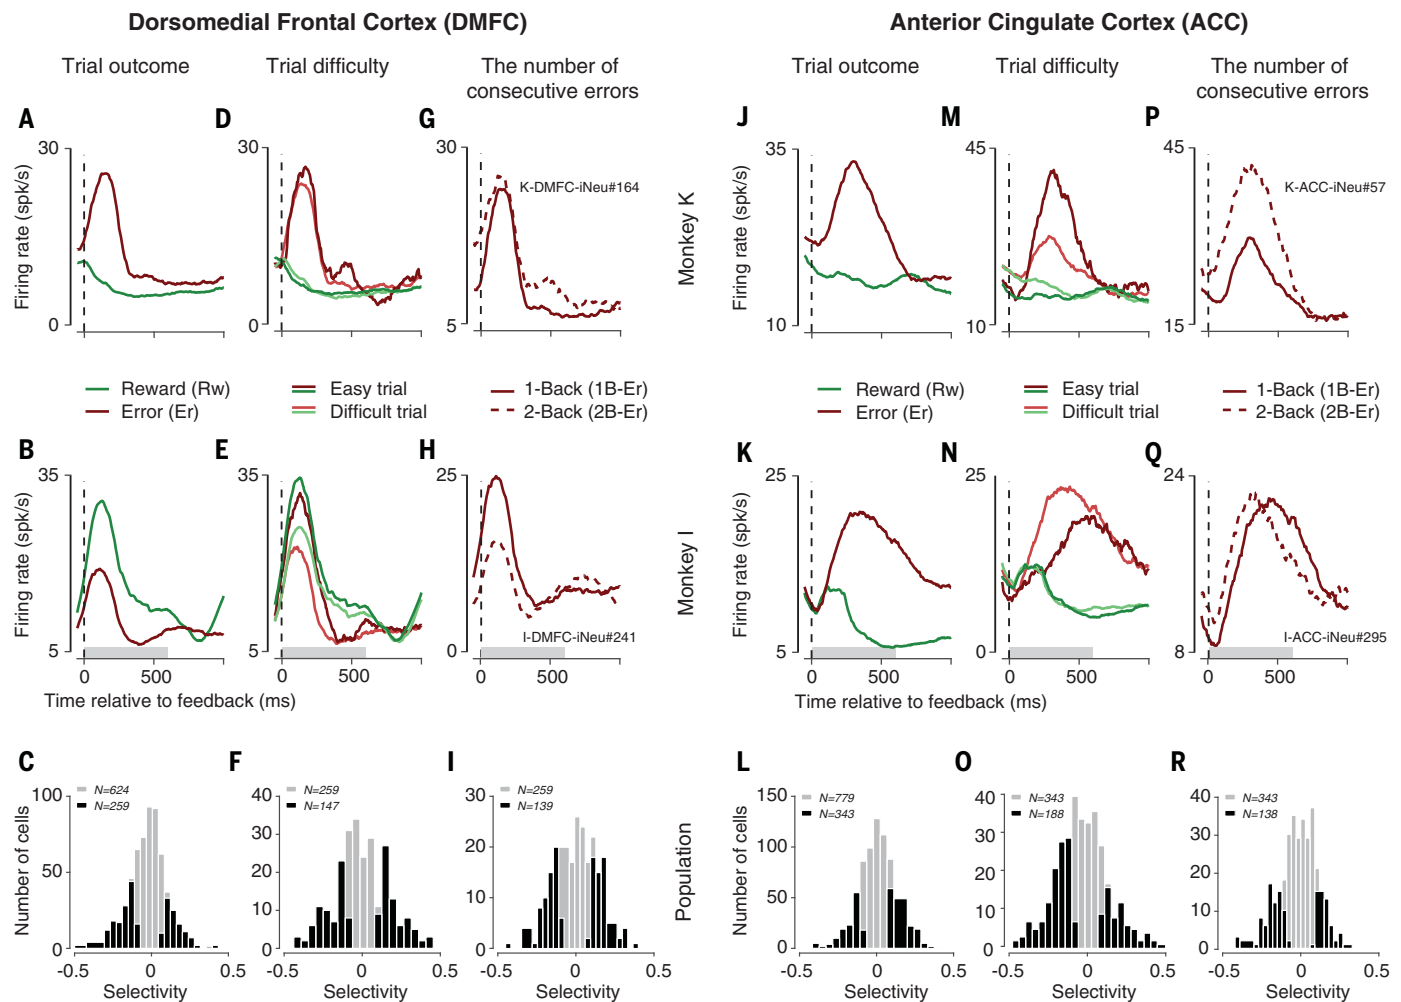 Dorsomedial Frontal Cortex (DMFC)
Anterior Cingulate Cortex (ACC)
Trial outcome
Trial difficulty
The number of
consecutive errors
Trial outcome
Trial difficulty
The number of
consecutive errors
A
D
G
J
M
P
Firing rate (spk/s)
30
0
30
0
30
5
K-DMFC-iNeu#164
Monkey K
Firing rate (spk/s)
35
10
45
10
45
15
K-ACC-iNeu#57
Reward (Rw)
Error (Er)
Easy trial
Difficult trial
1-Back (1B-Er)
2-Back (2B-Er)
Reward (Rw)
Error (Er)
Easy trial
Difficult trial
1-Back (1B-Er)
2-Back (2B-Er)
B
E
H
K
N
Q
Firing rate (spk/s)
35
5
35
5
25
0
I-DMFC-iNeu#241
Monkey I
Firing rate (spk/s)
25
5
25
0
24
8
I-ACC-iNeu#295
0 500
0 500
0 500
0 500
0 500
0 500
Time relative to feedback (ms)
Time relative to feedback (ms)
C
F
I
L
O
R
Number of cells
100
50
0
N=624
N=259
-0.5 0 0.5
Selectivity
40
30
20
10
0
N=259
N=147
-0.5 0 0.5
Selectivity
30
20
10
0
N=259
N=139
-0.5 0 0.5
Selectivity
Population
Number of cells
150
100
50
0
N=779
N=343
-0.5 0 0.5
Selectivity
40
30
20
10
0
N=343
N=188
-0.5 0 0.5
Selectivity
40
30
20
10
0
N=343
N=138
-0.5 0 0.5
Selectivity